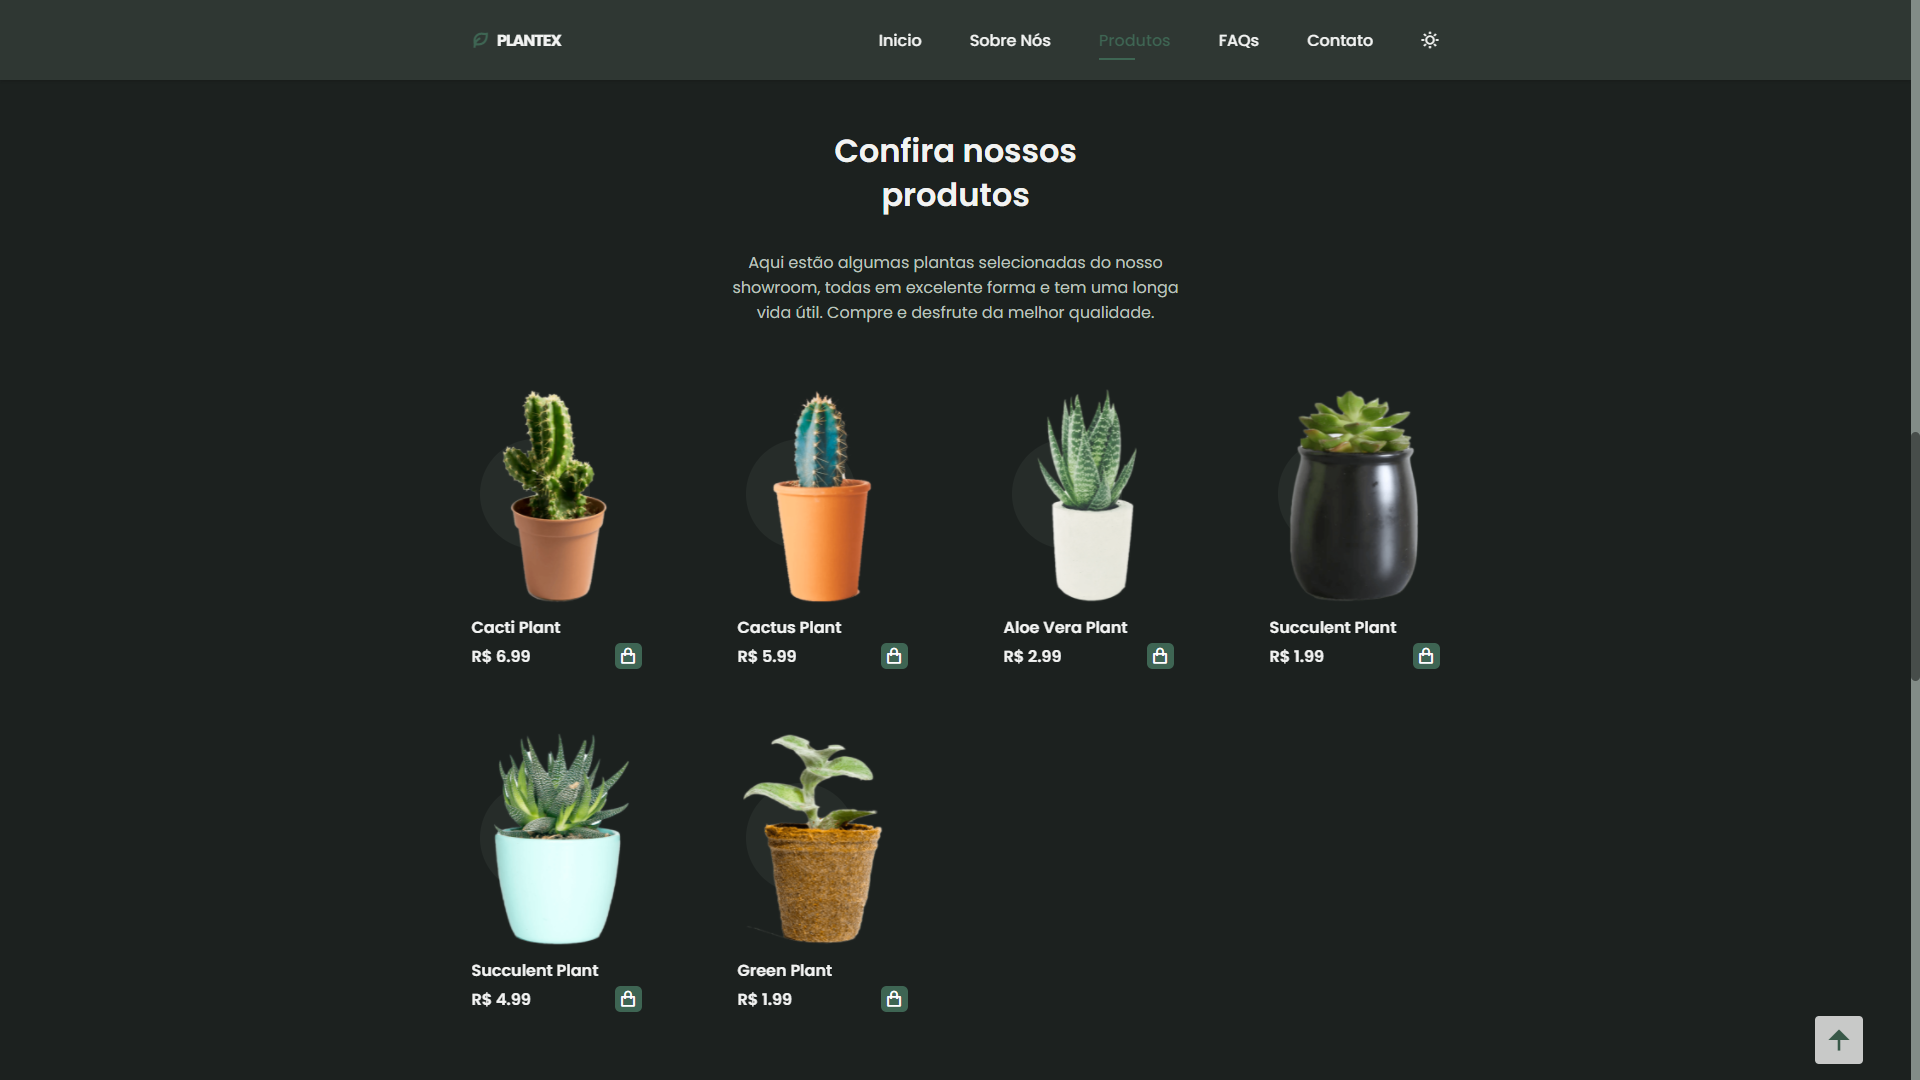 PLANTEX
Inicio
Sobre Nós
Produtos
FAQs
Contato
Confira nossos
produtos
Aqui estão algumas plantas selecionadas do nosso
showroom, todas em excelente forma e tem uma longa
vida útil. Compre e desfrute da melhor qualidade.
Cacti Plant
R$ 6.99
Cactus Plant
R$ 5.99
Aloe Vera Plant
R$ 2.99
Succulent Plant
R$ 1.99
Succulent Plant
R$ 4.99
Green Plant
R$ 1.99